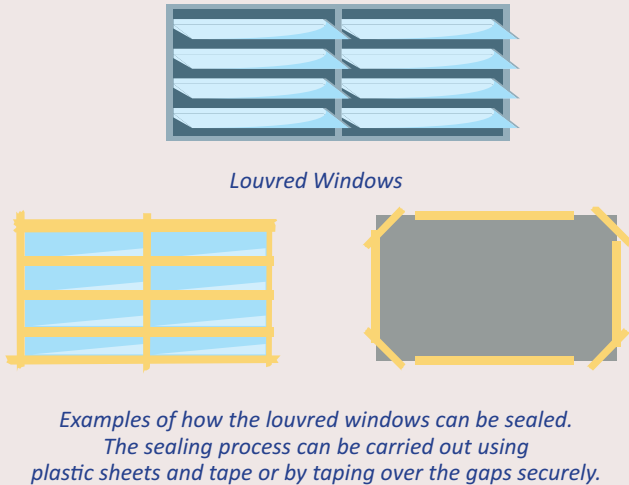 Louvred Windows
Examples of how the louvred windows can be sealed.
The sealing process can be carried out using
plastic sheets and tape or by taping over the gaps securely.